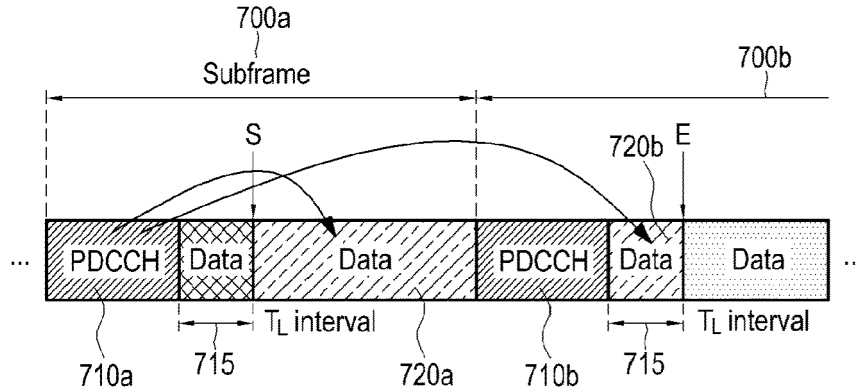 700a
Subframe
700b
S
720b
E
... PDCCH Data Data PDCCH Data Data ..
T_L interval T_L interval
710a 715 720a 710b 715